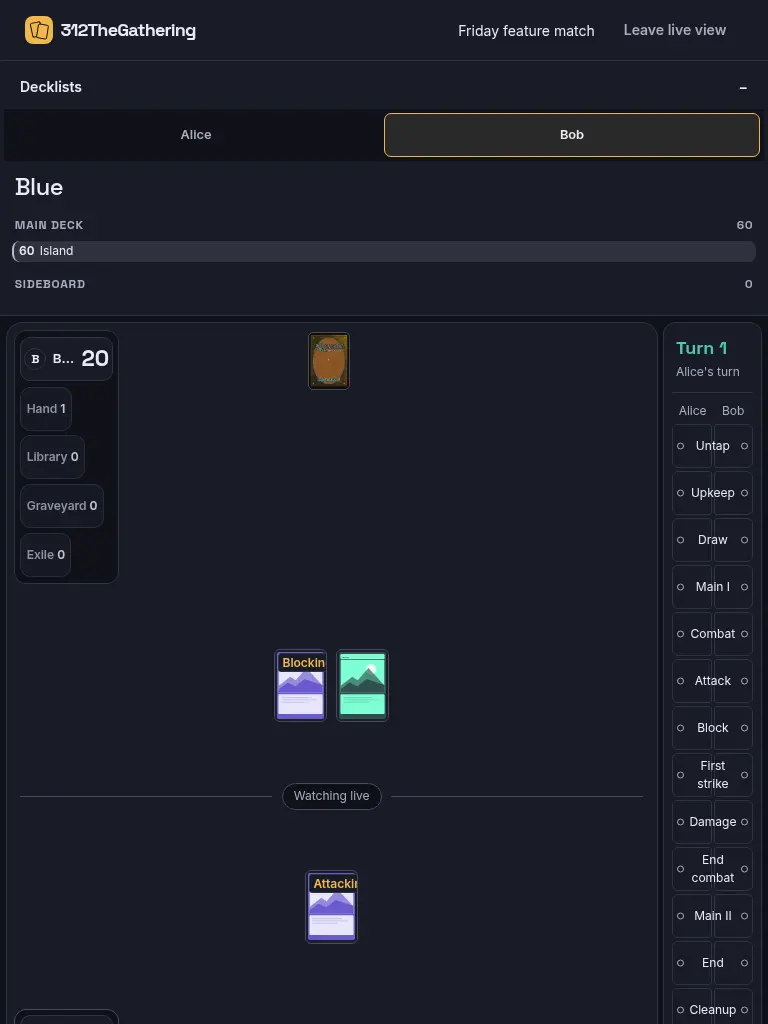 312TheGathering
Friday feature match
Leave live view
Decklists
–
Alice
Bob
Blue
MAIN DECK
60
60 Island
SIDEBOARD
0
B
B...
20
Hand 1
Library 0
Graveyard 0
Exile 0
Blockin
Watching live
Attackin
Turn 1
Alice's turn
Alice
Bob
Untap
Upkeep
Draw
Main I
Combat
Attack
Block
First
strike
Damage
End
combat
Main II
End
Cleanup